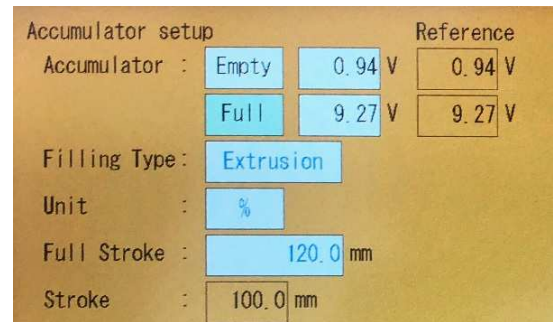 Accumulator setup Reference
Accumulator : Empty 0.94 V 0.94 V
Full 9.27 V 9.27 V
Filling Type: Extrusion
Unit : %
Full Stroke : 120.0 mm
Stroke : 100.0 mm